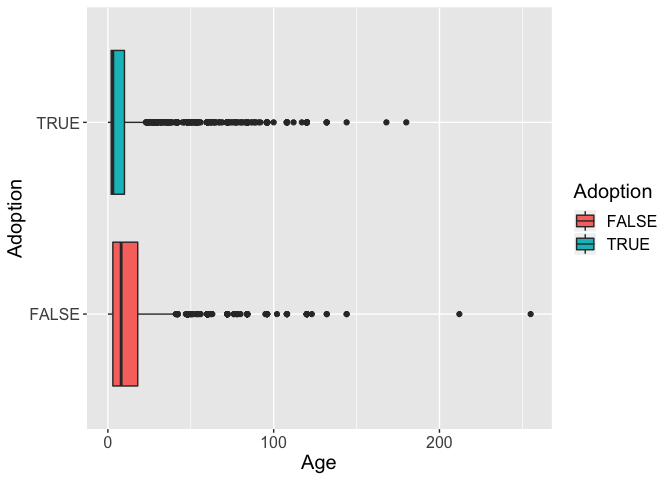 TRUE
FALSE
Adoption
0 100 200
Age
Adoption
FALSE
TRUE